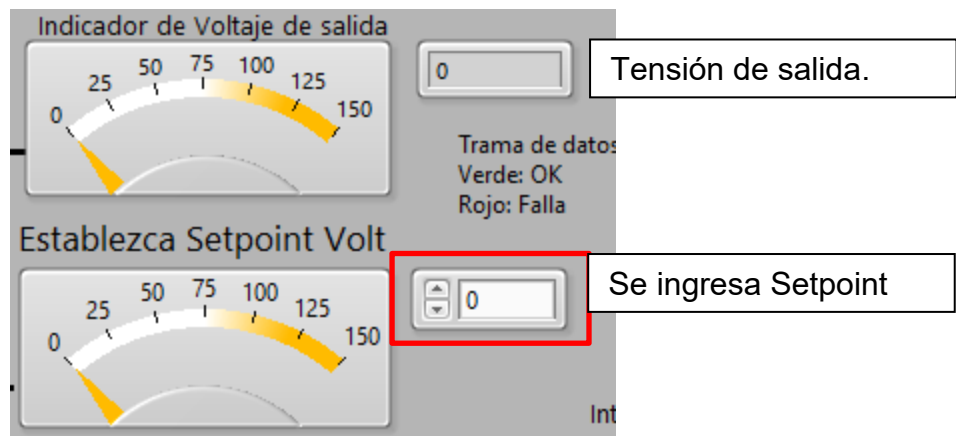 Indicador de Voltaje de salida
0 25 50 75 100 125 150
0
Tensión de salida.
Trama de datos
Verde: OK
Rojo: Falla
Establezca Setpoint Volt
0 25 50 75 100 125 150
0
Se ingresa Setpoint
Int